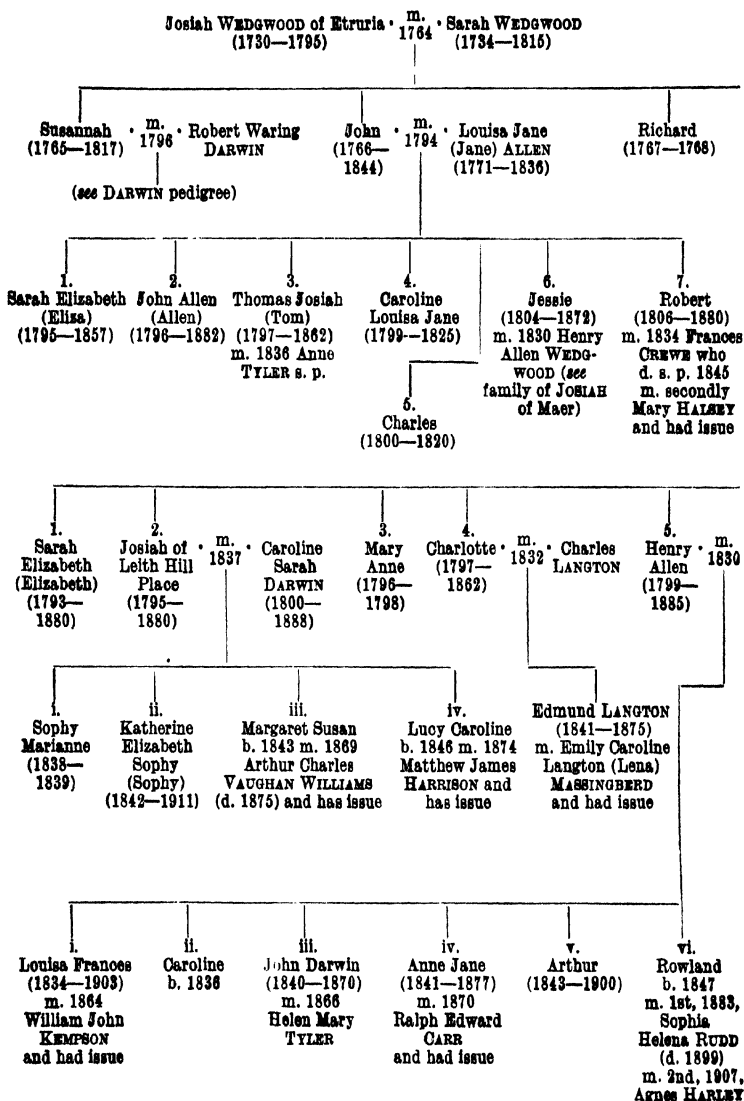 Josiah WEDGWOOD of Etruria · m. 1764 · Sarah WEDGWOOD
(1730—1795) (1734—1815)
Susannah · m. 1796 · Robert Waring DARWIN
(1765—1817)
(see DARWIN pedigree)
John · m. 1794 · Louisa Jane
(1766— (Jane) ALLEN
1844) (1771—1836)
Richard
(1767—1768)
1.
Sarah Elizabeth
(Eliza)
(1795—1857)
2.
John Allen
(Allen)
(1796—1882)
3.
Thomas Josiah
(Tom)
(1797—1862)
m. 1836 Anne
TYLER s. p.
4.
Caroline
Louisa Jane
(1799—1825)
5.
Charles
(1800—1820)
6.
Jessie
(1804—1872)
m. 1830 Henry
Allen WEDG-
WOOD (see
family of JOSIAH
of Maer)
7.
Robert
(1806—1880)
m. 1834 Frances
CREWE who
d. s. p. 1845
m. secondly
Mary HALSEY
and had issue
1.
Sarah
Elizabeth
(Elizabeth)
(1793—
1880)
2.
Josiah of
Leith Hill
Place
(1795—
1880)
· m. 1837 ·
Caroline
Sarah
DARWIN
(1800—
1888)
3.
Mary
Anne
(1796—
1798)
4.
Charlotte · m. 1832 · Charles
(1797— LANGTON
1862)
5.
Henry · m. 1830
Allen
(1799—
1885)
i.
Sophy
Marianne
(1838—
1839)
ii.
Katherine
Elizabeth
Sophy
(Sophy)
(1842—1911)
iii.
Margaret Susan
b. 1843 m. 1869
Arthur Charles
VAUGHAN WILLIAMS
(d. 1875) and has issue
iv.
Lucy Caroline
b. 1846 m. 1874
Matthew James
HARRISON and
has issue
Edmund LANGTON
(1841—1875)
m. Emily Caroline
Langton (Lena)
MASSINGBERD
and had issue
i.
Louisa Frances
(1834—1903)
m. 1864
William John
KEMPSON
and had issue
ii.
Caroline
b. 1836
iii.
John Darwin
(1840—1870)
m. 1866
Helen Mary
TYLER
iv.
Anne Jane
(1841—1877)
m. 1870
Ralph Edward
CARR
and had issue
v.
Arthur
(1843—1900)
vi.
Rowland
b. 1847
m. 1st, 1883,
Sophia
Helena RUDD
(d. 1899)
m. 2nd, 1907,
Agnes HARLEY